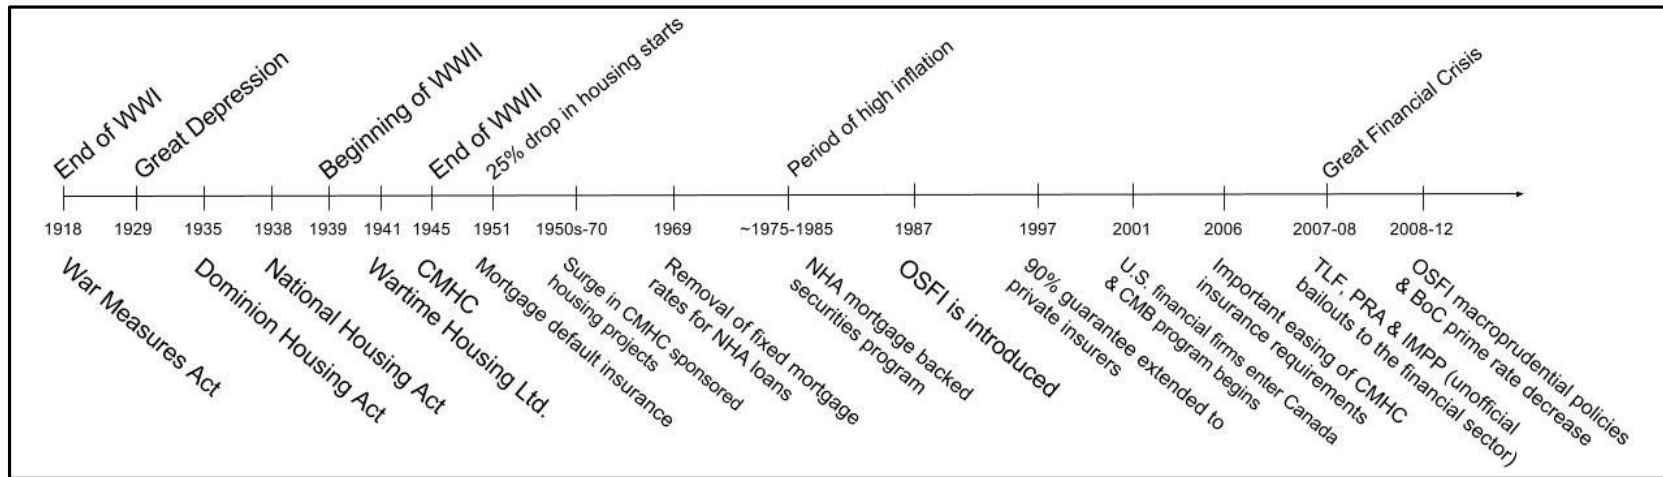 End of WWI
Great Depression
Beginning of WWII
End of WWII
25% drop in housing starts
Period of high inflation
Great Financial Crisis
1918
1929
1935
1938
1939
1941
1945
1951
1950s-70
1969
~1975-1985
1987
1997
2001
2006
2007-08
2008-12
War Measures Act
Dominion Housing Act
National Housing Act
Wartime Housing Ltd.
CMHC
Mortgage default insurance
Surge in CMHC sponsored
housing projects
Removal of fixed mortgage
rates for NHA loans
NHA mortgage backed
securities program
OSFI is introduced
90% guarantee extended to
private insurers
U.S. financial firms enter Canada
& CMB program begins
Important easing of CMHC
insurance requirements
TLF, PRA & IMPP (unofficial
bailouts to the financial sector)
OSFI macroprudential policies
& BoC prime rate decrease